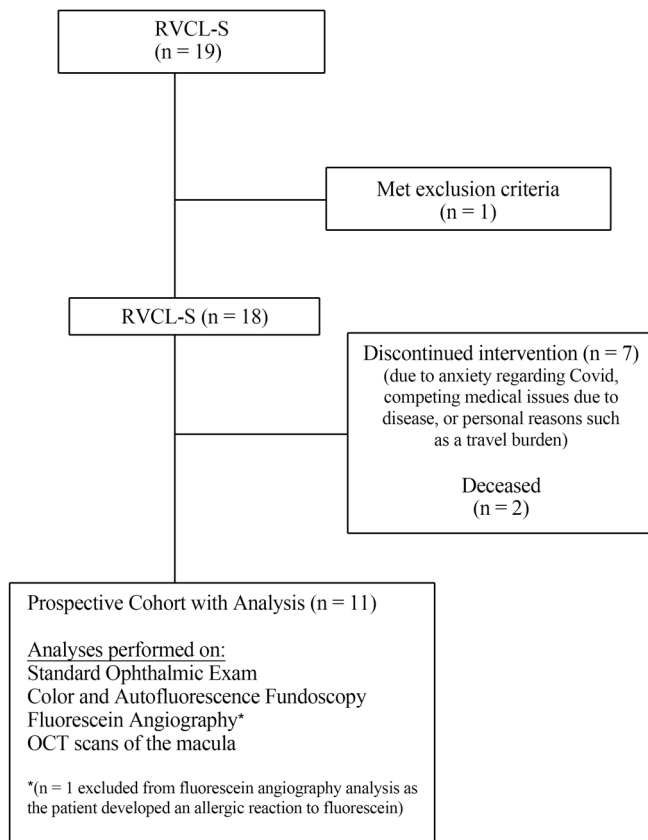 RVCL-S
(n = 19)
Met exclusion criteria
(n = 1)
RVCL-S (n = 18)
Discontinued intervention (n = 7)
(due to anxiety regarding Covid,
competing medical issues due to
disease, or personal reasons such
as a travel burden)
Deceased
(n = 2)
Prospective Cohort with Analysis (n = 11)
Analyses performed on:
Standard Ophthalmic Exam
Color and Autofluorescence Fundoscopy
Fluorescein Angiography*
OCT scans of the macula
*(n = 1 excluded from fluorescein angiography analysis as
the patient developed an allergic reaction to fluorescein)